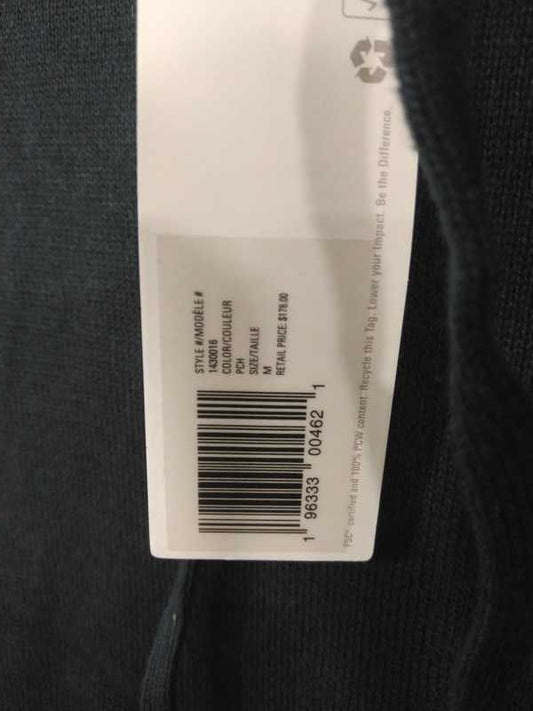 STYLE #/MODÈLE #
1430016
COLOR/COULEUR
PCH
SIZE/TAILLE
M
RETAIL PRICE: $178.00
1 96333 00462 1
FSC® certified and 100% PCW content. Recycle this Tag. Lower your Impact. Be the Difference.